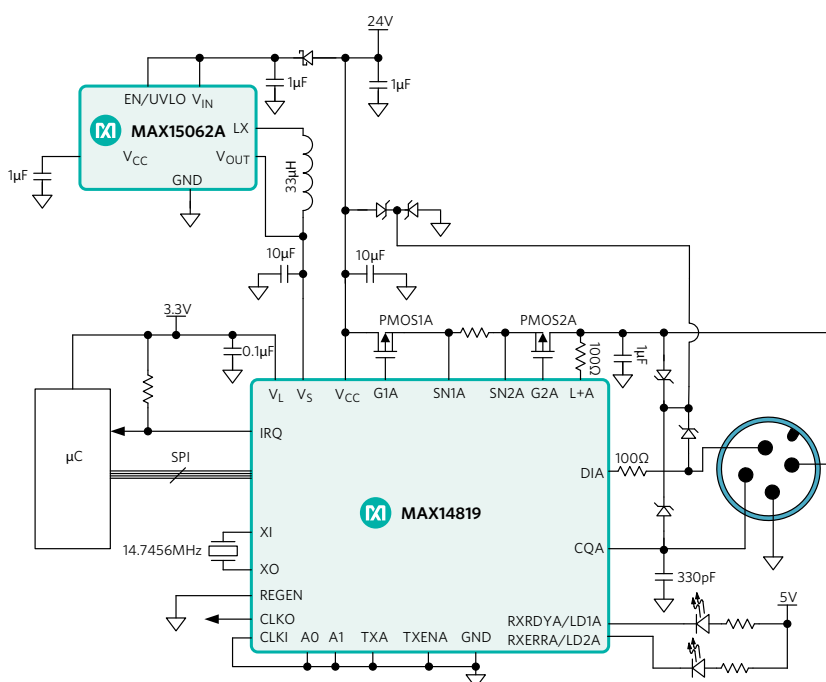 24V
1μF
1μF
EN/UVLO VIN
MAX15062A
LX
VCC
VOUT
GND
1μF
33μH
10μF
10μF
3.3V
0.1μF
PMOS1A
PMOS2A
100Ω
1μF
VL
VS
VCC
G1A
SN1A
SN2A
G2A
L+A
μC
IRQ
SPI
DIA
100Ω
MAX14819
XI
14.7456MHz
XO
CQA
330pF
REGEN
CLKO
CLKI
A0
A1
TXA
TXENA
GND
RXRDYA/LD1A
RXERRA/LD2A
5V